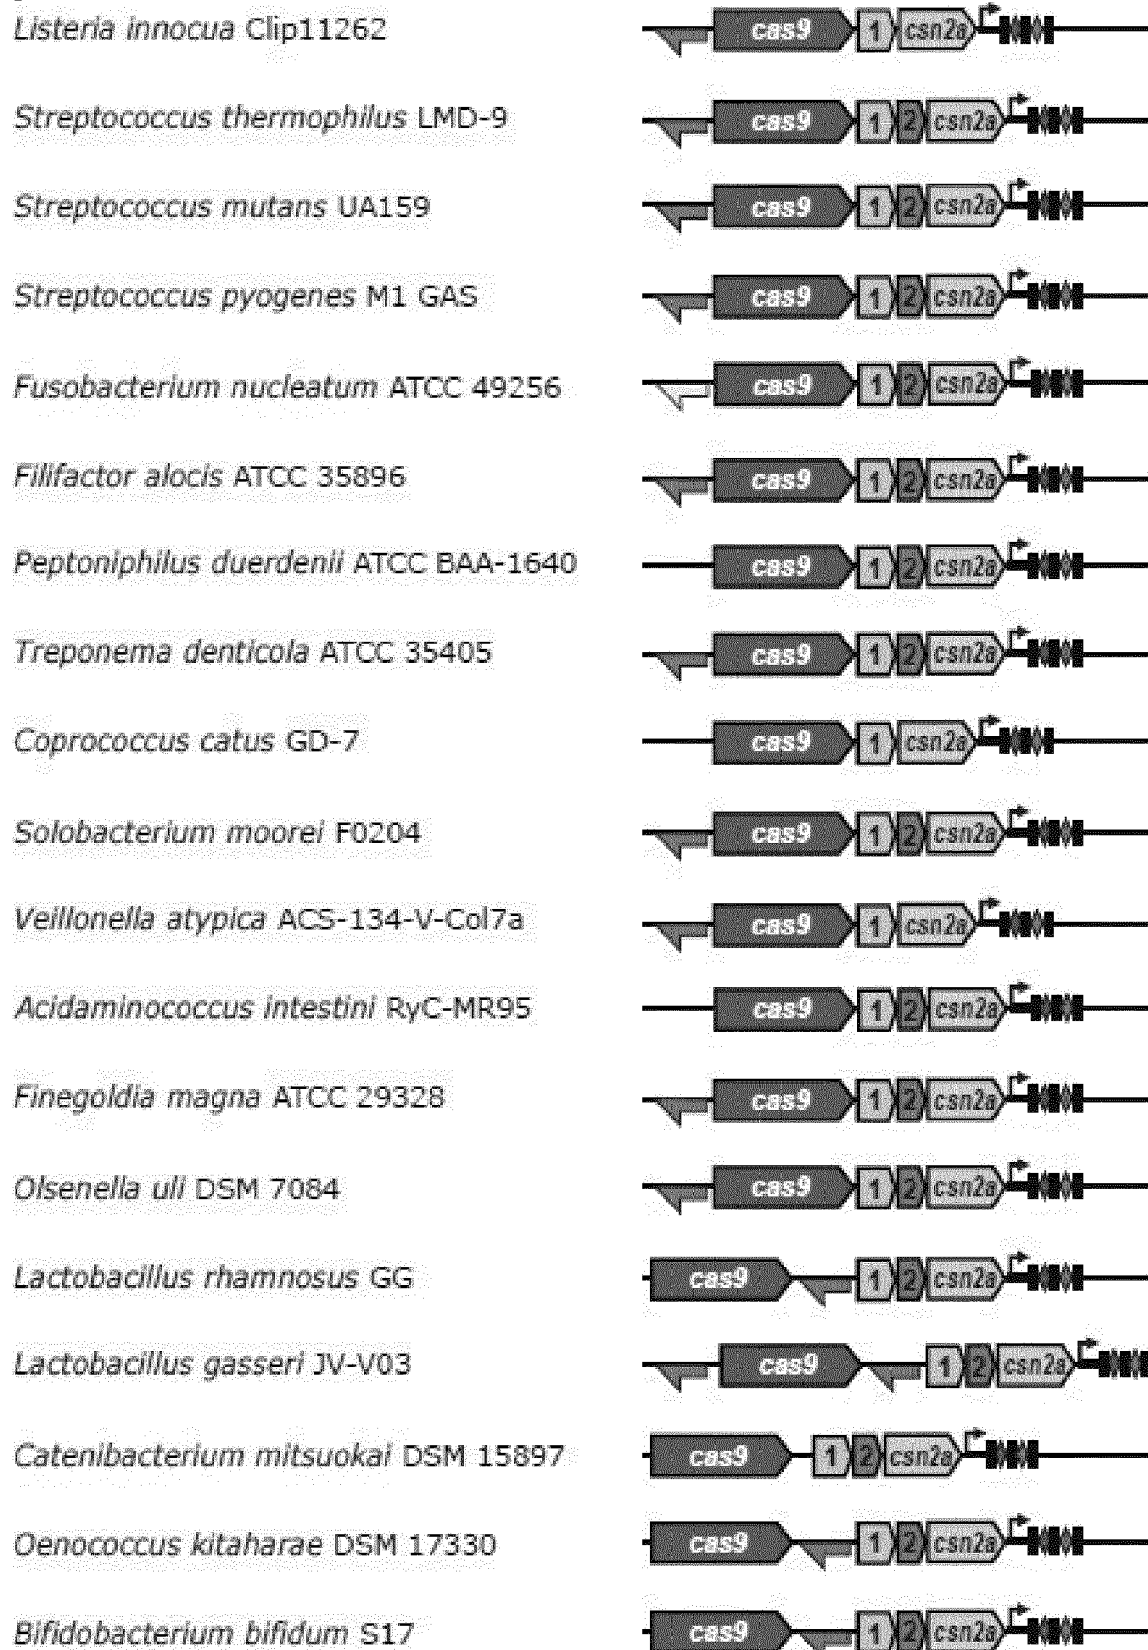 Listeria innocua Clip11262 cas9 1 csn2a
Streptococcus thermophilus LMD-9 cas9 1 2 csn2a
Streptococcus mutans UA159 cas9 1 2 csn2a
Streptococcus pyogenes M1 GAS cas9 1 2 csn2a
Fusobacterium nucleatum ATCC 49256 cas9 1 2 csn2a
Filifactor alocis ATCC 35896 cas9 1 2 csn2a
Peptoniphilus duerdenii ATCC BAA-1640 cas9 1 2 csn2a
Treponema denticola ATCC 35405 cas9 1 2 csn2a
Coprococcus catus GD-7 cas9 1 csn2a
Solobacterium moorei F0204 cas9 1 2 csn2a
Veillonella atypica ACS-134-V-Col7a cas9 1 csn2a
Acidaminococcus intestini RyC-MR95 cas9 1 2 csn2a
Finegoldia magna ATCC 29328 cas9 1 2 csn2a
Olsenella uli DSM 7084 cas9 1 2 csn2a
Lactobacillus rhamnosus GG cas9 1 2 csn2a
Lactobacillus gasseri JV-V03 cas9 1 2 csn2a
Catenibacterium mitsuokai DSM 15897 cas9 1 2 csn2a
Oenococcus kitaharae DSM 17330 cas9 1 2 csn2a
Bifidobacterium bifidum S17 cas9 1 2 csn2a